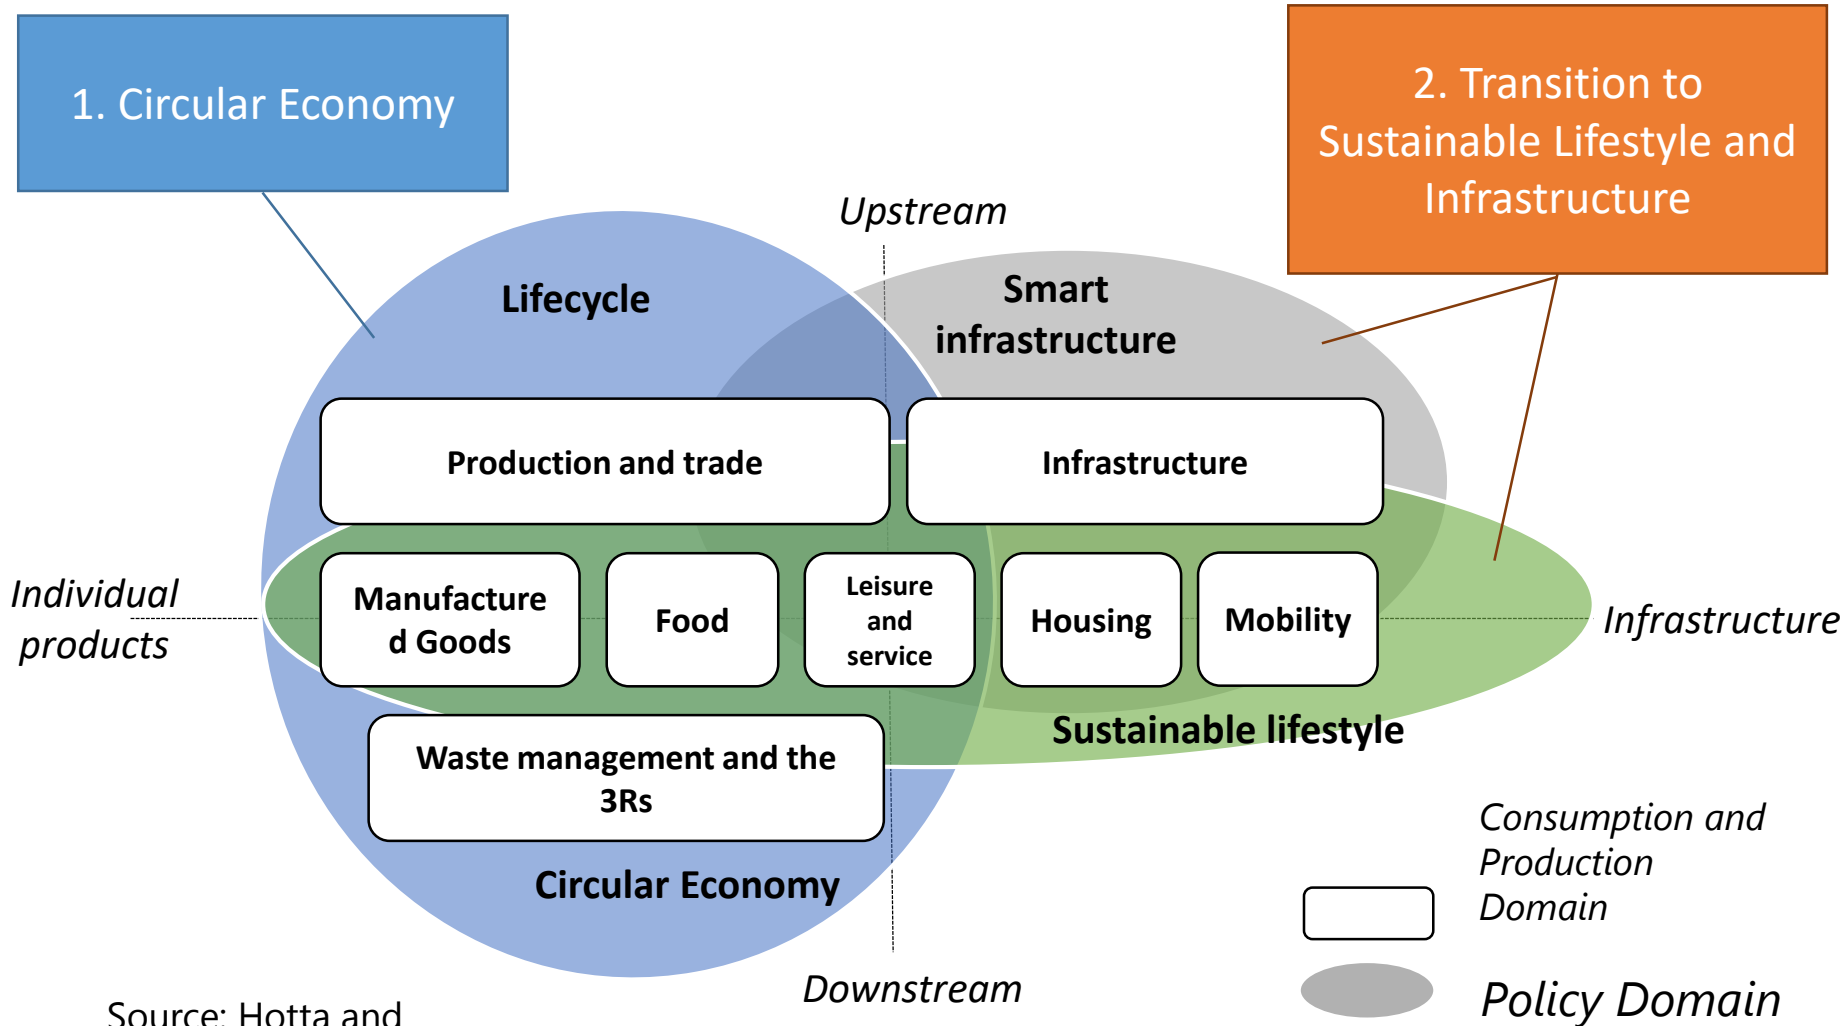 1. Circular Economy
2. Transition to
Sustainable Lifestyle and
Infrastructure
Upstream
Lifecycle
Smart
infrastructure
Production and trade
Infrastructure
Individual
products
Manufacture
d Goods
Food
Leisure
and
service
Housing
Mobility
Infrastructure
Sustainable lifestyle
Waste management and the
3Rs
Circular Economy
Downstream
Consumption and
Production
Domain
Policy Domain
Source: Hotta and